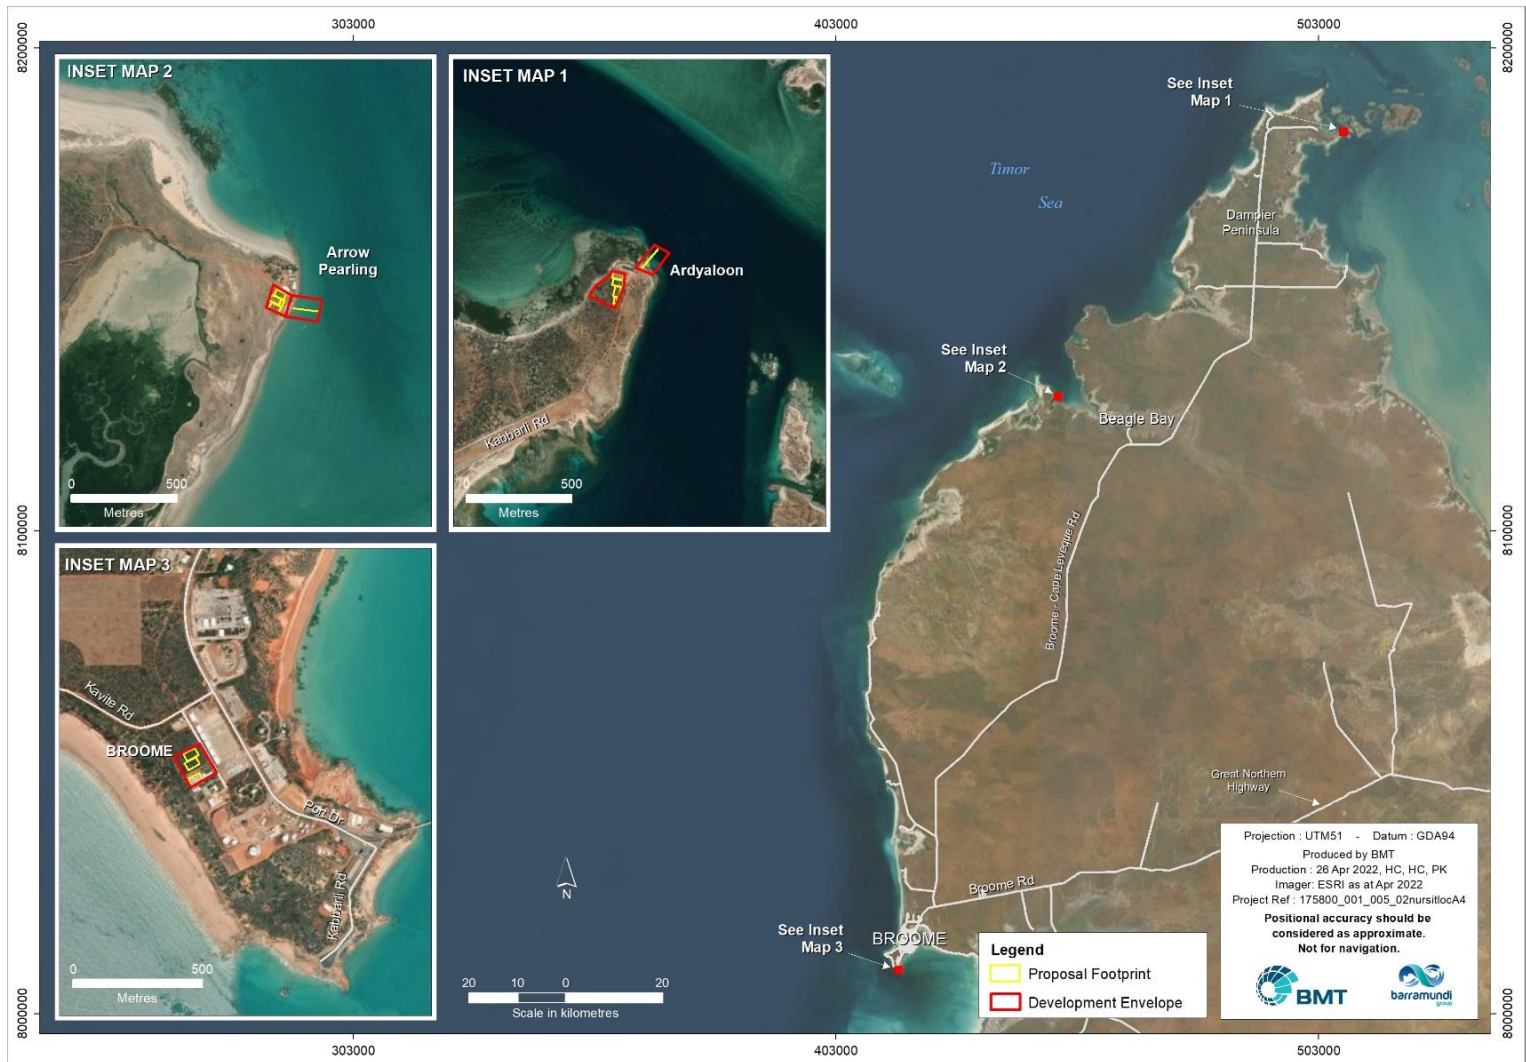 303000
403000
503000
8200000
8200000
INSET MAP 2
Arrow
Pearling
0
500
Metres
INSET MAP 1
Ardyaloon
Kabbarli Rd
0
500
Metres
See Inset
Map 1
Timor
Sea
Dampier
Peninsula
See Inset
Map 2
Beagle Bay
8100000
8100000
Broome - Cape Leveque Rd
INSET MAP 3
Kavite Rd
BROOME
Port Dr
Kabbarli Rd
0
500
Metres
N
20
10
0
20
Scale in kilometres
Great Northern
Highway
Broome Rd
See Inset
Map 3
BROOME
Legend
Proposal Footprint
Development Envelope
Projection : UTM51 - Datum : GDA94
Produced by BMT
Production : 26 Apr 2022, HC, HC, PK
Imager: ESRI as at Apr 2022
Project Ref : 175800_001_005_02nursitlocA4
Positional accuracy should be
considered as approximate.
Not for navigation.
BMT
barramundi
group
8000000
8000000
303000
403000
503000